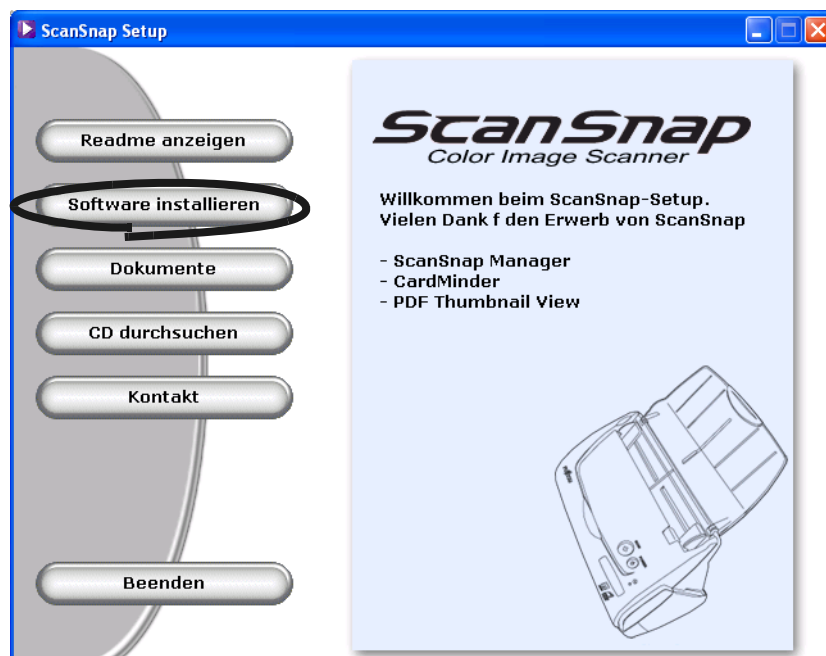 ScanSnap Setup
Readme anzeigen
Software installieren
Dokumente
CD durchsuchen
Kontakt
Beenden
ScanSnap
Color Image Scanner
Willkommen beim ScanSnap-Setup.
Vielen Dank f den Erwerb von ScanSnap
- ScanSnap Manager
- CardMinder
- PDF Thumbnail View